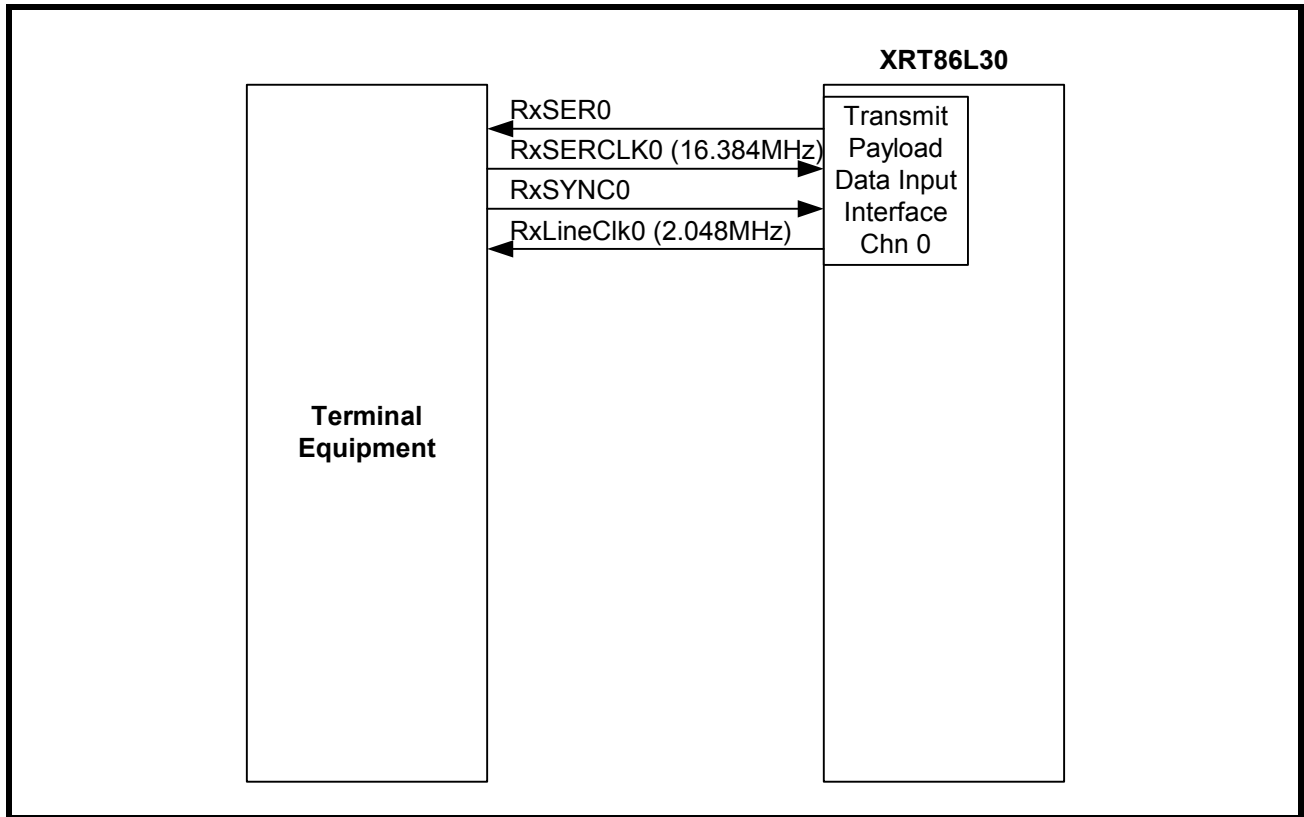 XRT86L30
RxSER0
RxSERCLK0 (16.384MHz)
RxSYNC0
RxLineClk0 (2.048MHz)
Transmit
Payload
Data Input
Interface
Chn 0
Terminal
Equipment